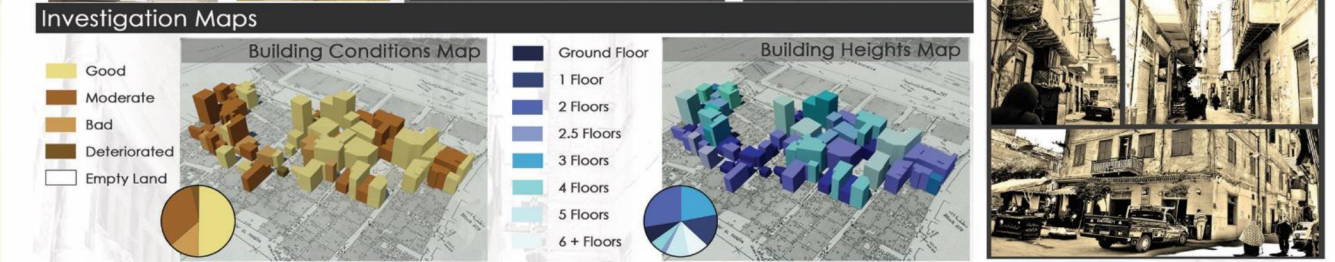 Investigation Maps
Building Conditions Map
Good
Moderate
Bad
Deteriorated
Empty Land
Building Heights Map
Ground Floor
1 Floor
2 Floors
2.5 Floors
3 Floors
4 Floors
5 Floors
6 + Floors